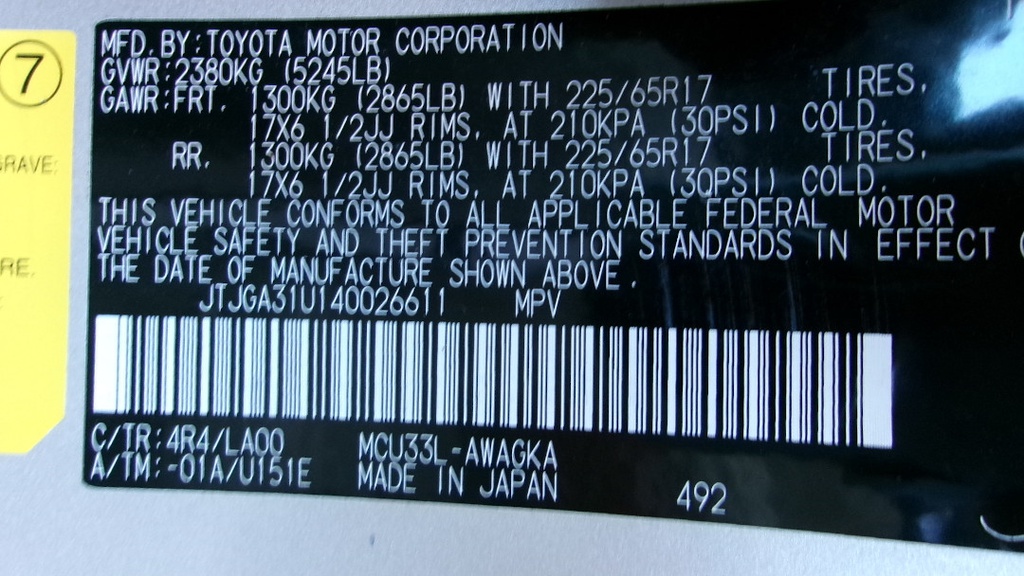 7
GRAVE:
RE.
MFD. BY: TOYOTA MOTOR CORPORATION
GVWR: 2380KG (5245LB)
GAWR: FRT. 1300KG (2865LB) WITH 225/65R17 TIRES,
17X6 1/2JJ RIMS, AT 210KPA (30PSI) COLD.
RR. 1300KG (2865LB) WITH 225/65R17 TIRES,
17X6 1/2JJ RIMS, AT 210KPA (30PSI) COLD.
THIS VEHICLE CONFORMS TO ALL APPLICABLE FEDERAL MOTOR
VEHICLE SAFETY AND THEFT PREVENTION STANDARDS IN EFFECT
THE DATE OF MANUFACTURE SHOWN ABOVE.
JTJGA31U140026611 MPV
C/TR: 4R4/LA00 MCU33L-AWAGKA
A/TM: -01A/U151E MADE IN JAPAN
492